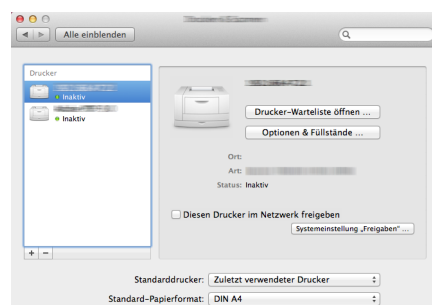 Alle einblenden
Drucker
Inaktiv
Inaktiv
Drucker-Warteliste öffnen ...
Optionen & Füllstände ...
Ort:
Art:
Status: Inaktiv
Diesen Drucker im Netzwerk freigeben
Systemeinstellung „Freigaben“ ...
+ −
Standarddrucker: Zuletzt verwendeter Drucker
Standard-Papierformat: DIN A4